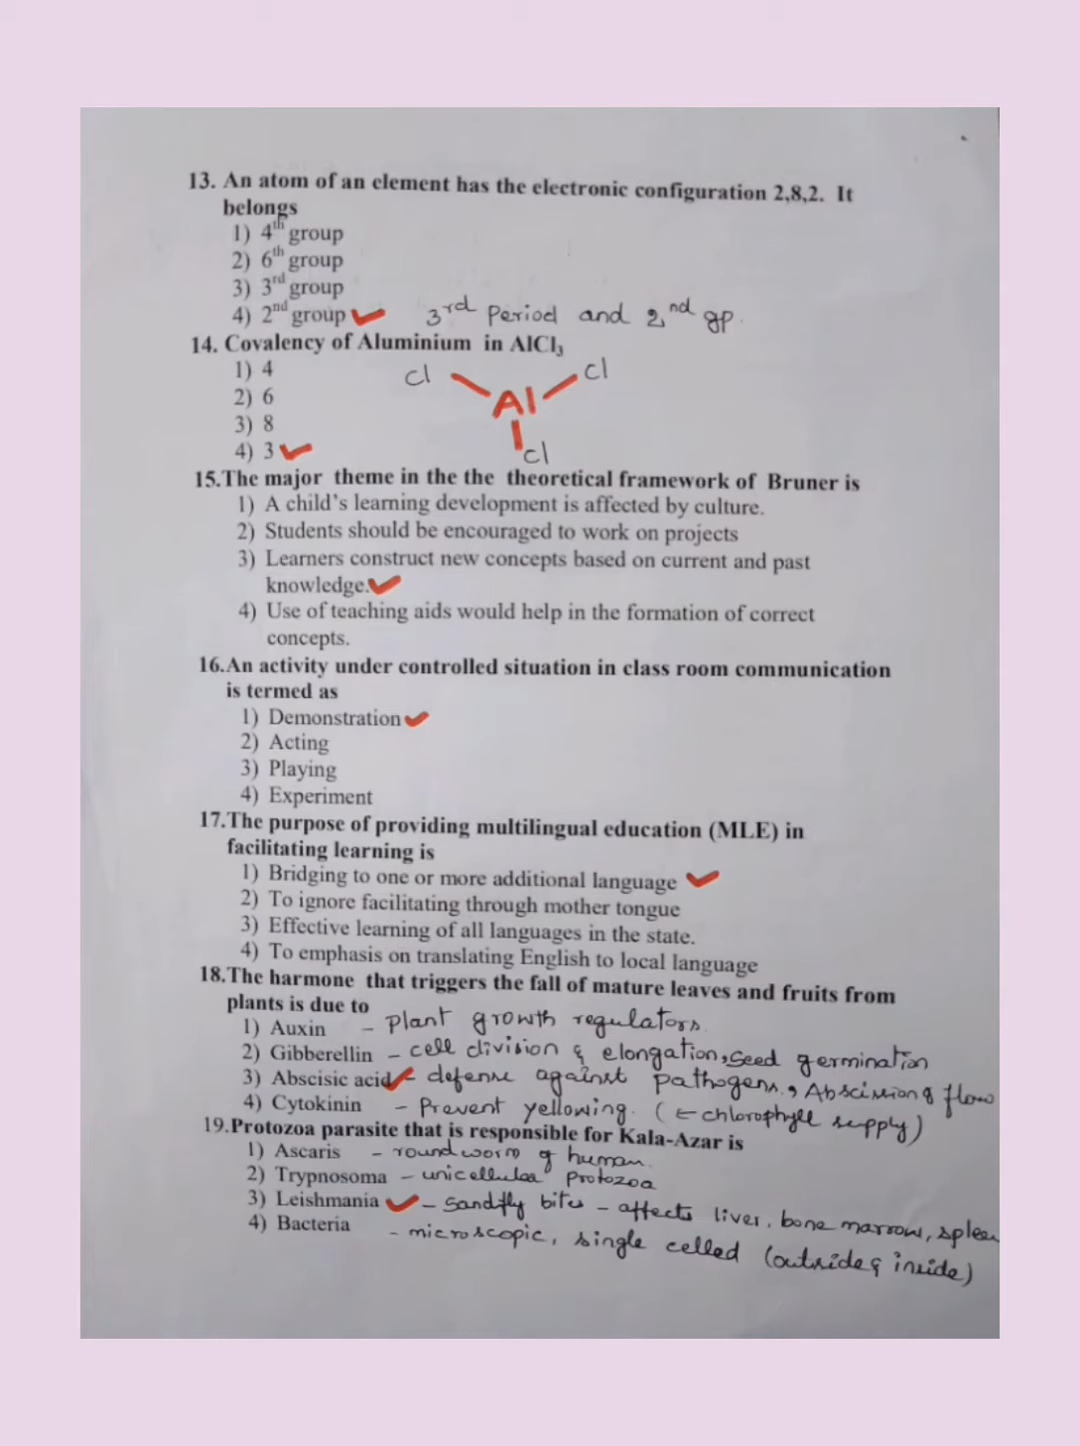 13. An atom of an element has the electronic configuration 2,8,2. It
belongs
1) 4th group
2) 6th group
3) 3rd group
4) 2nd group 3rd Period and 2nd gp.
14. Covalency of Aluminium in AlCl3
1) 4
Cl Cl
2) 6
Al
3) 8
4) 3
Cl
15.The major theme in the the theoretical framework of Bruner is
1) A child's learning development is affected by culture.
2) Students should be encouraged to work on projects
3) Learners construct new concepts based on current and past
knowledge.
4) Use of teaching aids would help in the formation of correct
concepts.
16.An activity under controlled situation in class room communication
is termed as
1) Demonstration
2) Acting
3) Playing
4) Experiment
17.The purpose of providing multilingual education (MLE) in
facilitating learning is
1) Bridging to one or more additional language
2) To ignore facilitating through mother tongue
3) Effective learning of all languages in the state.
4) To emphasis on translating English to local language
18.The harmone that triggers the fall of mature leaves and fruits from
plants is due to
1) Auxin - Plant growth regulators.
2) Gibberellin - cell division & elongation, seed germination
3) Abscisic acid - defense against pathogens, Abscission & flow
4) Cytokinin - Prevent yellowing. ( chlorophyll supply)
19.Protozoa parasite that is responsible for Kala-Azar is
1) Ascaris - roundworm of human.
2) Trypnosoma - unicellular protozoa
3) Leishmania - Sandfly bites - affects liver, bone marrow, spleen
4) Bacteria - microscopic, single celled (outside & inside)